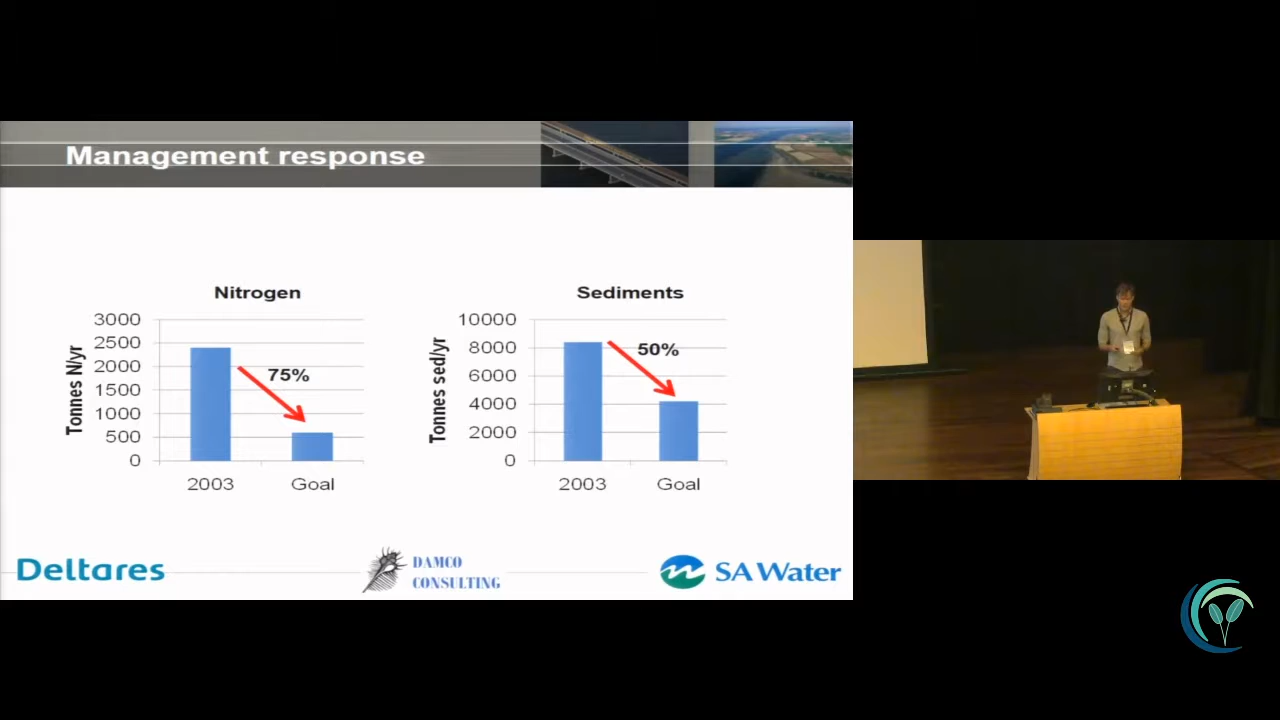 Management response
Nitrogen
Tonnes N/yr
3000
2500
2000
1500
1000
500
0
75%
2003
Goal
Sediments
Tonnes sed/yr
10000
8000
6000
4000
2000
0
50%
2003
Goal
Deltares
DAMCO
CONSULTING
SA Water